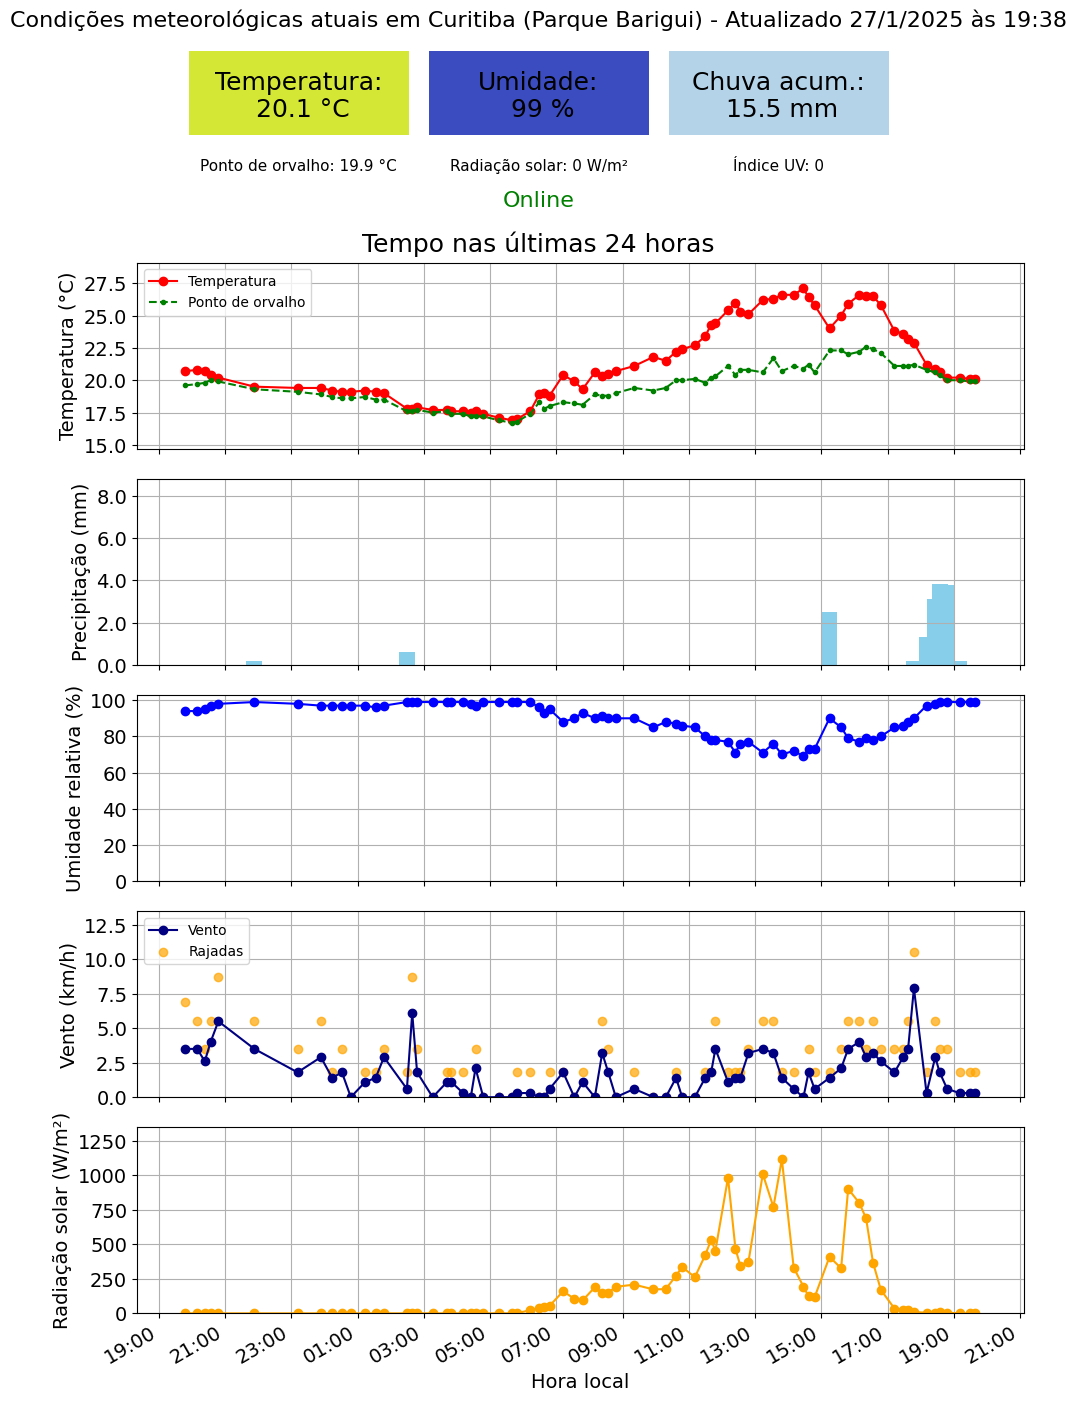 Condições meteorológicas atuais em Curitiba (Parque Barigui) - Atualizado 27/1/2025 às 19:38
Temperatura:
20.1 °C
Umidade:
99 %
Chuva acum.:
15.5 mm
Ponto de orvalho: 19.9 °C
Radiação solar: 0 W/m²
Índice UV: 0
Online
Tempo nas últimas 24 horas
Temperatura (°C)
27.5
25.0
22.5
20.0
17.5
15.0
Temperatura
Ponto de orvalho
Precipitação (mm)
8.0
6.0
4.0
2.0
0.0
Umidade relativa (%)
100
80
60
40
20
0
Vento (km/h)
12.5
10.0
7.5
5.0
2.5
0.0
Vento
Rajadas
Radiação solar (W/m²)
1250
1000
750
500
250
0
19:00
21:00
23:00
01:00
03:00
05:00
07:00
09:00
11:00
13:00
15:00
17:00
19:00
21:00
Hora local